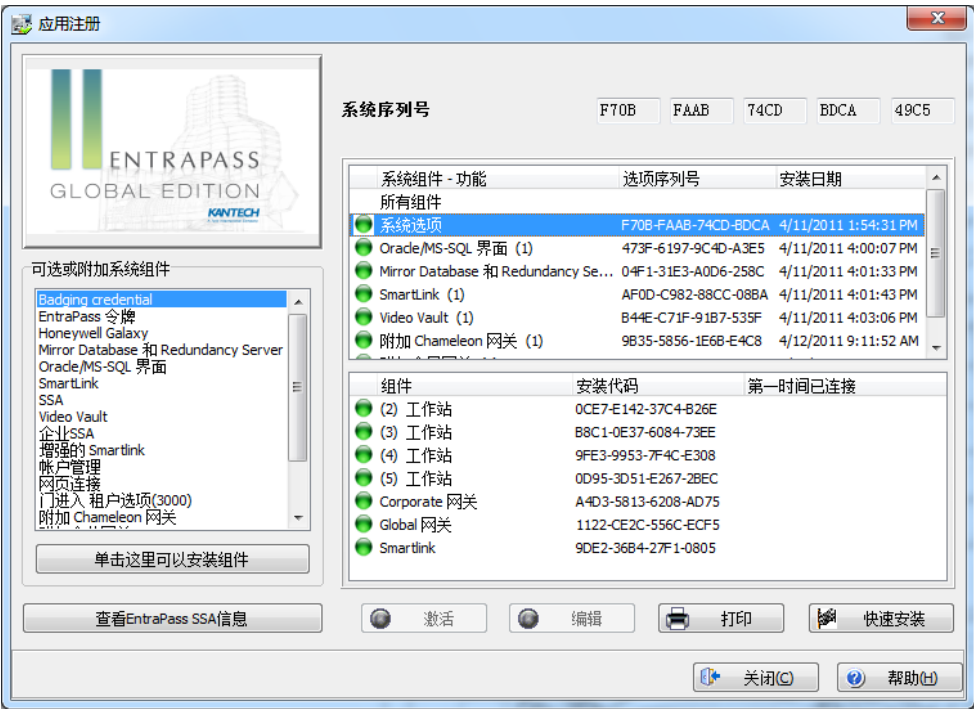 应用注册
ENTRAPASS
GLOBAL EDITION
KANTECH
系统序列号 F70B FAAB 74CD BDCA 49C5
系统组件 - 功能 选项序列号 安装日期
所有组件
系统选项 F70B-FAAB-74CD-BDCA 4/11/2011 1:54:31 PM
Oracle/MS-SQL 界面 (1) 473F-6197-9C4D-A3E5 4/11/2011 4:00:07 PM
Mirror Database 和 Redundancy Se... 04F1-31E3-A0D6-258C 4/11/2011 4:01:33 PM
SmartLink (1) AF0D-C982-88CC-08BA 4/11/2011 4:01:43 PM
Video Vault (1) B44E-C71F-91B7-535F 4/11/2011 4:03:06 PM
附加 Chameleon 网关 (1) 9B35-5856-1E6B-E4C8 4/12/2011 9:11:52 AM
可选或附加系统组件
Badging credential
EntraPass 令牌
Honeywell Galaxy
Mirror Database 和 Redundancy Server
Oracle/MS-SQL 界面
SmartLink
SSA
Video Vault
企业SSA
增强的 Smartlink
帐户管理
网页连接
门进入 租户选项(3000)
附加 Chameleon 网关
单击这里可以安装组件
查看EntraPass SSA信息
组件 安装代码 第一时间已连接
(2) 工作站 0CE7-E142-37C4-B26E
(3) 工作站 B8C1-0E37-6084-73EE
(4) 工作站 9FE3-9953-7F4C-E308
(5) 工作站 0D95-3D51-E267-2BEC
Corporate 网关 A4D3-5813-6208-AD75
Global 网关 1122-CE2C-556C-ECF5
Smartlink 9DE2-36B4-27F1-0805
激活 编辑 打印 快速安装
关闭(C) 帮助(H)